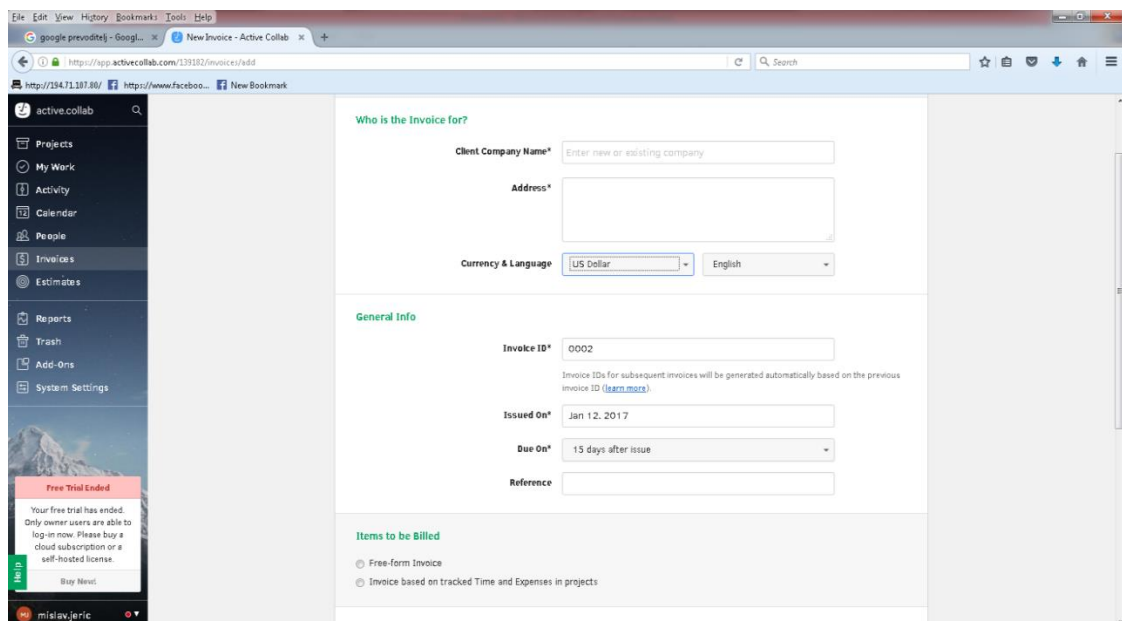 File Edit View History Bookmarks Tools Help
google prevoditelj - Googl... × New Invoice - Active Collab × +
https://app.activecollab.com/139182/invoices/add Search
http://194.71.107.80/ https://www.faceboo... New Bookmark
active.collab
Projects
My Work
Activity
12 Calendar
People
Invoices
Estimates
Reports
Trash
Add-Ons
System Settings
Free Trial Ended
Your free trial has ended.
Only owner users are able to
log-in now. Please buy a
cloud subscription or a
self-hosted license.
Buy Now!
Help
MJ mislav.jeric
Who is the Invoice for?
Client Company Name* Enter new or existing company
Address*
Currency & Language US Dollar English
General Info
Invoice ID* 0002
Invoice IDs for subsequent invoices will be generated automatically based on the previous
invoice ID (learn more).
Issued On* Jan 12. 2017
Due On* 15 days after issue
Reference
Items to be Billed
Free-form Invoice
Invoice based on tracked Time and Expenses in projects